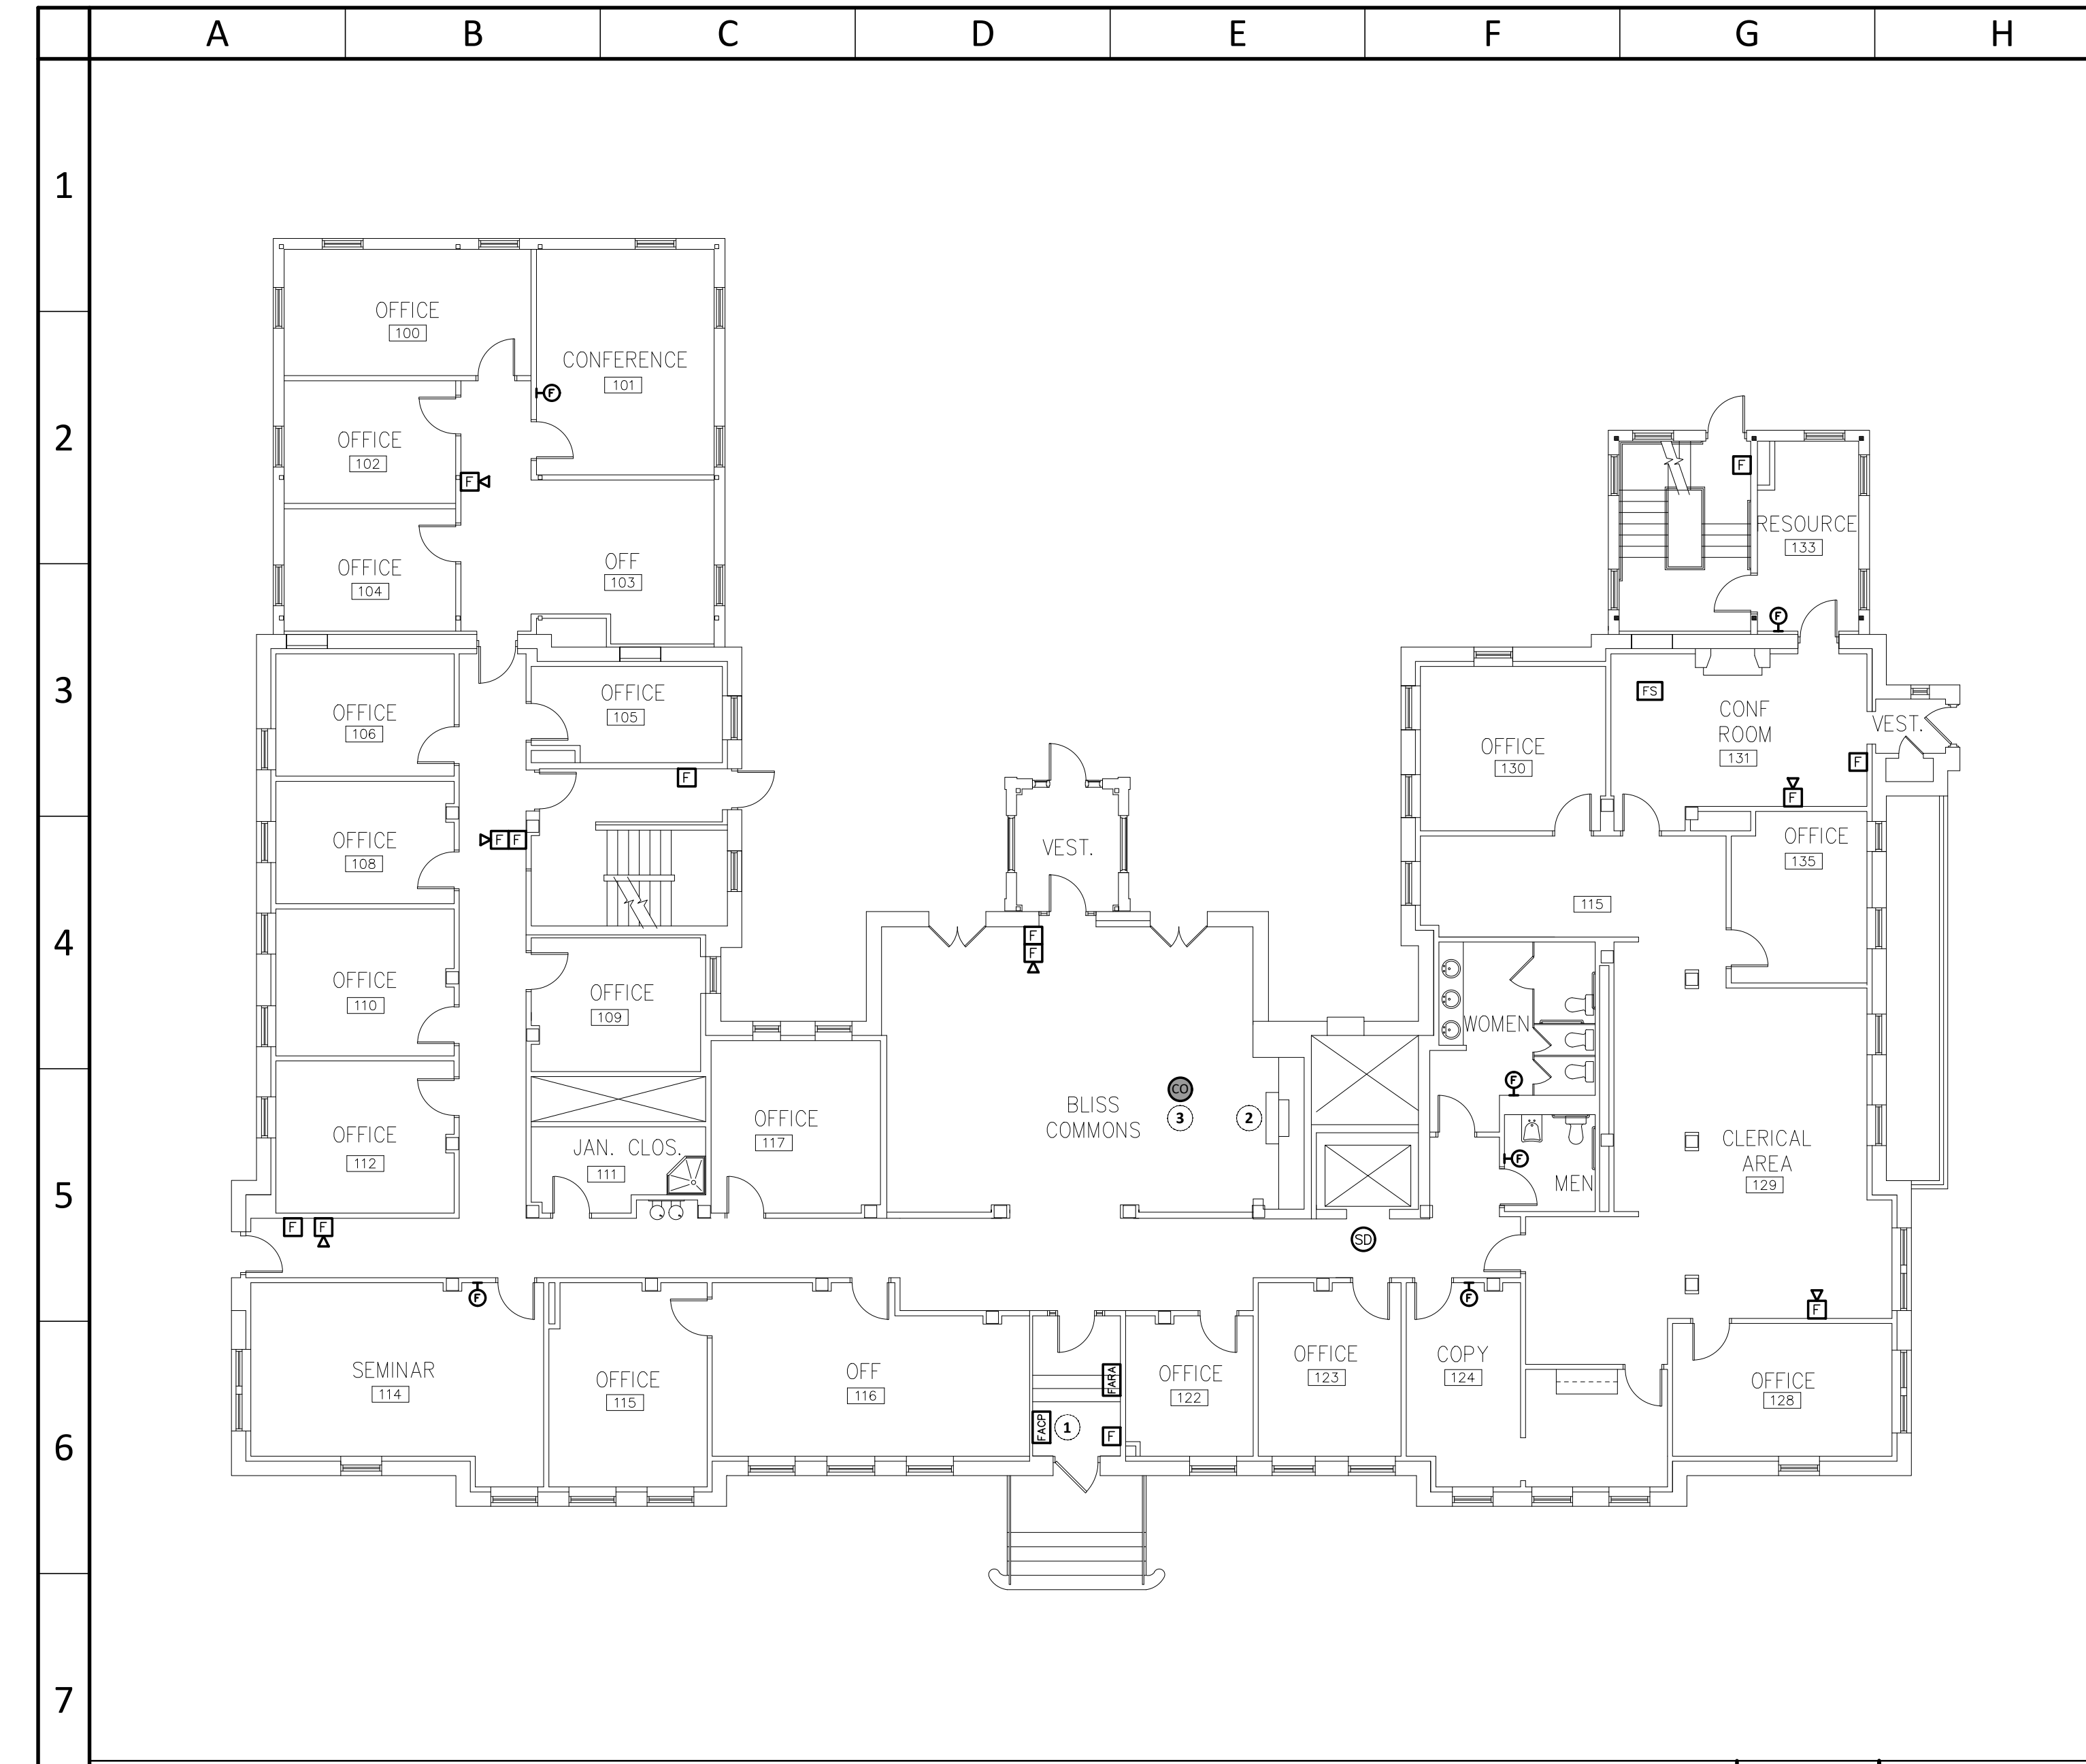 A B C D E F G H
1
OFFICE
100
CONFERENCE
101
F
2
OFFICE
102
F
F
F
RESOURCE
133
OFFICE
104
OFF
103
F
3
OFFICE
106
OFFICE
105
FS
CONF
ROOM
131
VEST.
OFFICE
130
F
F
F
OFFICE
108
F F
VEST.
OFFICE
135
115
4
F
F
OFFICE
110
OFFICE
109
WOMEN
F
CO
BLISS
COMMONS
3
2
OFFICE
117
OFFICE
112
JAN. CLOS.
111
F
MEN
CLERICAL
AREA
129
5
F F
SD
F
F
F
SEMINAR
114
OFFICE
115
OFF
116
FARA
FACP
1
F
OFFICE
122
OFFICE
123
COPY
124
OFFICE
128
6
7